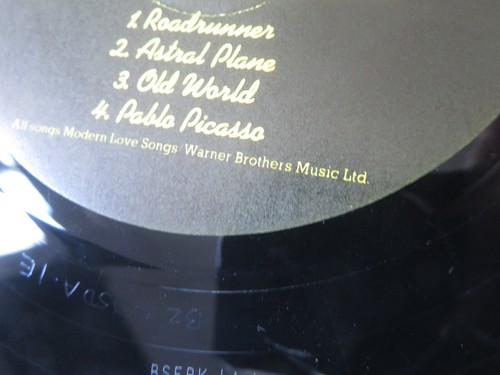 1. Roadrunner
2. Astral Plane
3. Old World
4. Pablo Picasso
All songs Modern Love Songs Warner Brothers Music Ltd.